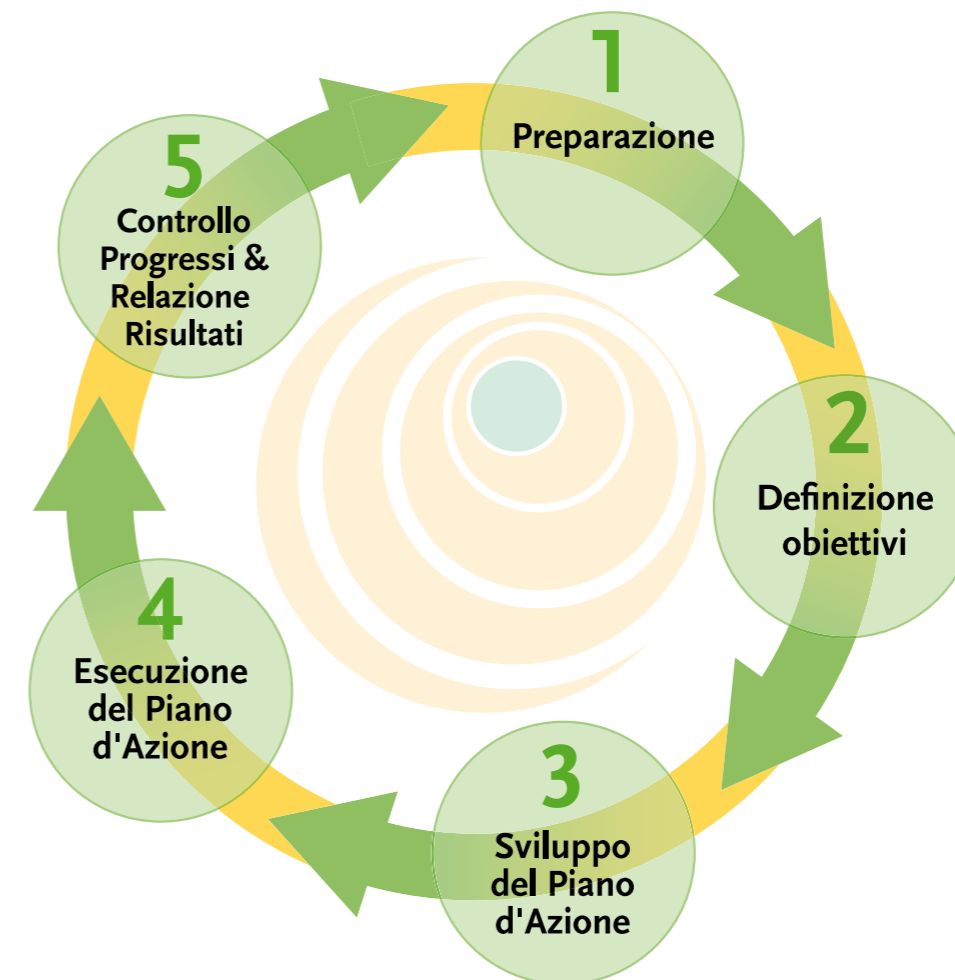 1
Preparazione
2
Definizione
obiettivi
3
Sviluppo
del Piano
d'Azione
4
Esecuzione
del Piano
d'Azione
5
Controllo
Progressi &
Relazione
Risultati